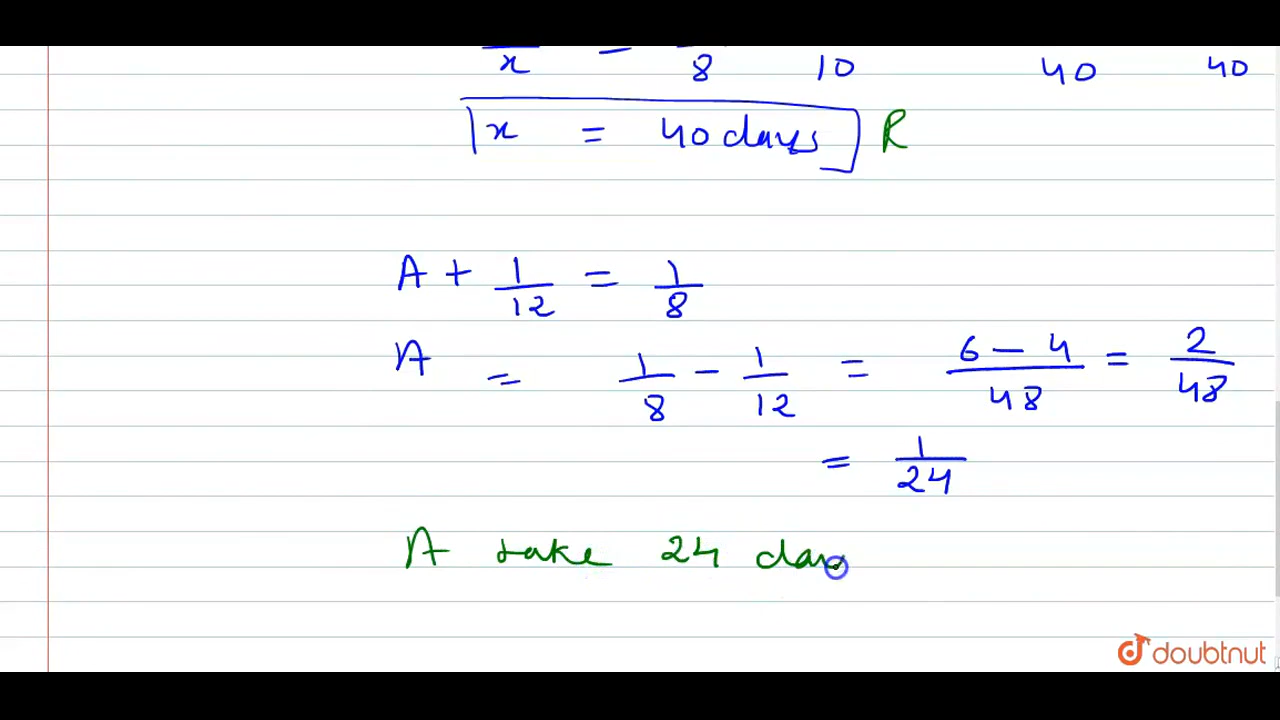 x = 8 10 40 40
x = 40 days R
A + 1/12 = 1/8
A = 1/8 - 1/12 = 6 - 4/48 = 2/48
= 1/24
A take 24 day
doubtnut